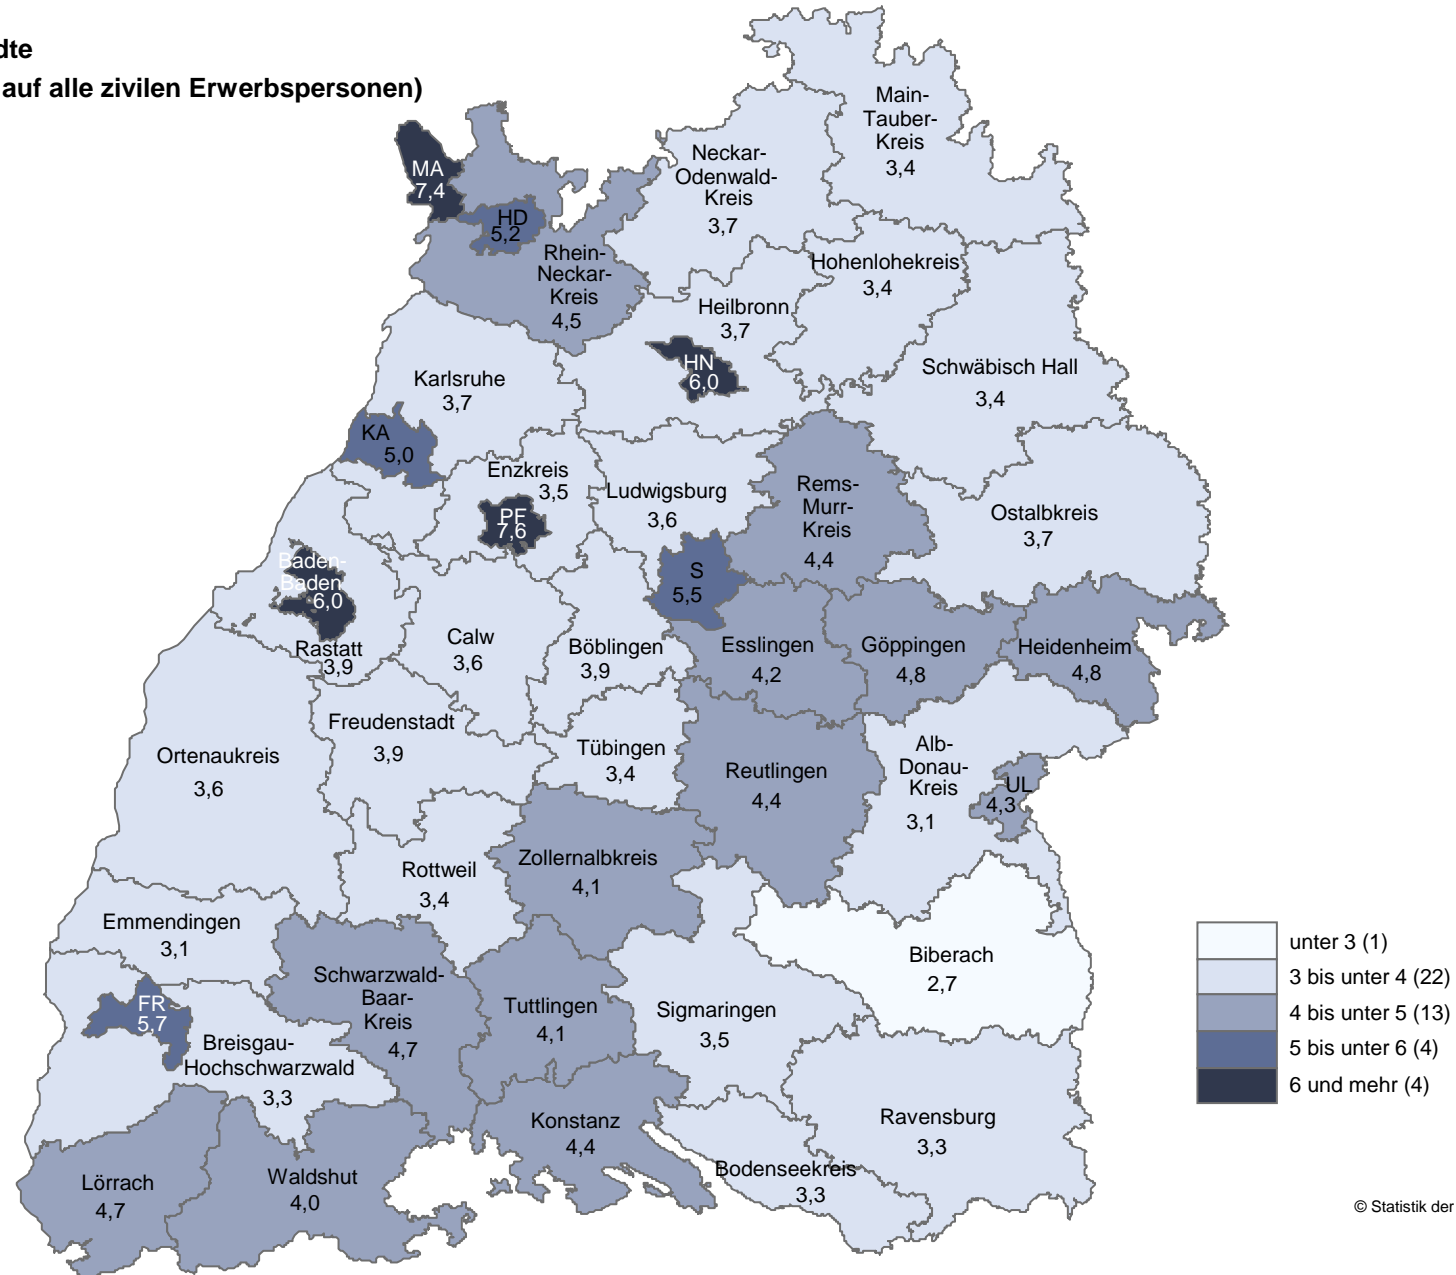 dte
auf alle zivilen Erwerbspersonen)
Main-
Tauber-
Kreis
3,4
Neckar-
Odenwald-
Kreis
3,7
MA
7,4
HD
5,2
Rhein-
Neckar-
Kreis
4,5
Hohenlohekreis
3,4
Heilbronn
3,7
HN
6,0
Schwäbisch Hall
3,4
Karlsruhe
3,7
KA
5,0
Enzkreis
3,5
PF
7,6
Ludwigsburg
3,6
Rems-
Murr-
Kreis
4,4
Ostalbkreis
3,7
Baden-
Baden
6,0
Rastatt
3,9
S
5,5
Calw
3,6
Böblingen
3,9
Esslingen
4,2
Göppingen
4,8
Heidenheim
4,8
Freudenstadt
3,9
Ortenaukreis
3,6
Tübingen
3,4
Reutlingen
4,4
Alb-
Donau-
Kreis
3,1
UL
4,3
Rottweil
3,4
Zollernalbkreis
4,1
Emmendingen
3,1
Biberach
2,7
Schwarzwald-
Baar-
Kreis
4,7
Tuttlingen
4,1
Sigmaringen
3,5
FR
5,7
Breisgau-
Hochschwarzwald
3,3
Konstanz
4,4
Ravensburg
3,3
Bodenseekreis
3,3
Lörrach
4,7
Waldshut
4,0
unter 3 (1)
3 bis unter 4 (22)
4 bis unter 5 (13)
5 bis unter 6 (4)
6 und mehr (4)
© Statistik der